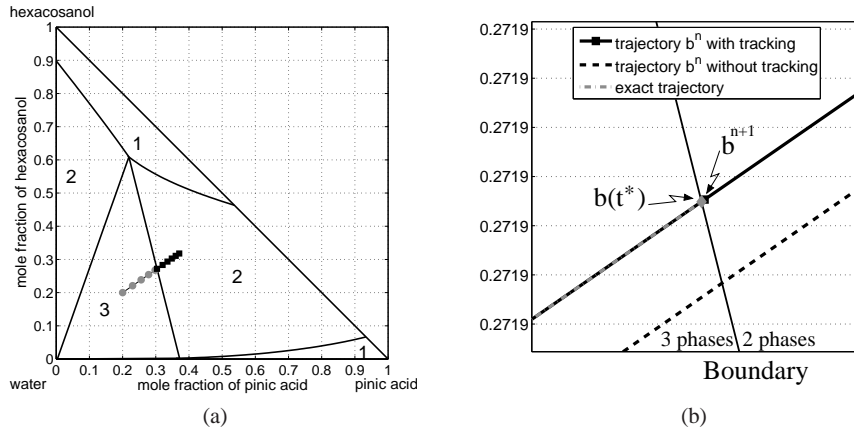 hexacosanol
1
0.9
0.8
0.7
0.6
0.5
0.4
0.3
0.2
0.1
0
mole fraction of hexacosanol
1
2
2
3
1
0 0.1 0.2 0.3 0.4 0.5 0.6 0.7 0.8 0.9 1
water mole fraction of pinic acid pinic acid
(a)
0.2719
0.2719
0.2719
0.2719
0.2719
0.2719
0.2719
trajectory b^n with tracking
trajectory b^n without tracking
exact trajectory
b^{n+1}
b(t*)
3 phases 2 phases
Boundary
(b)